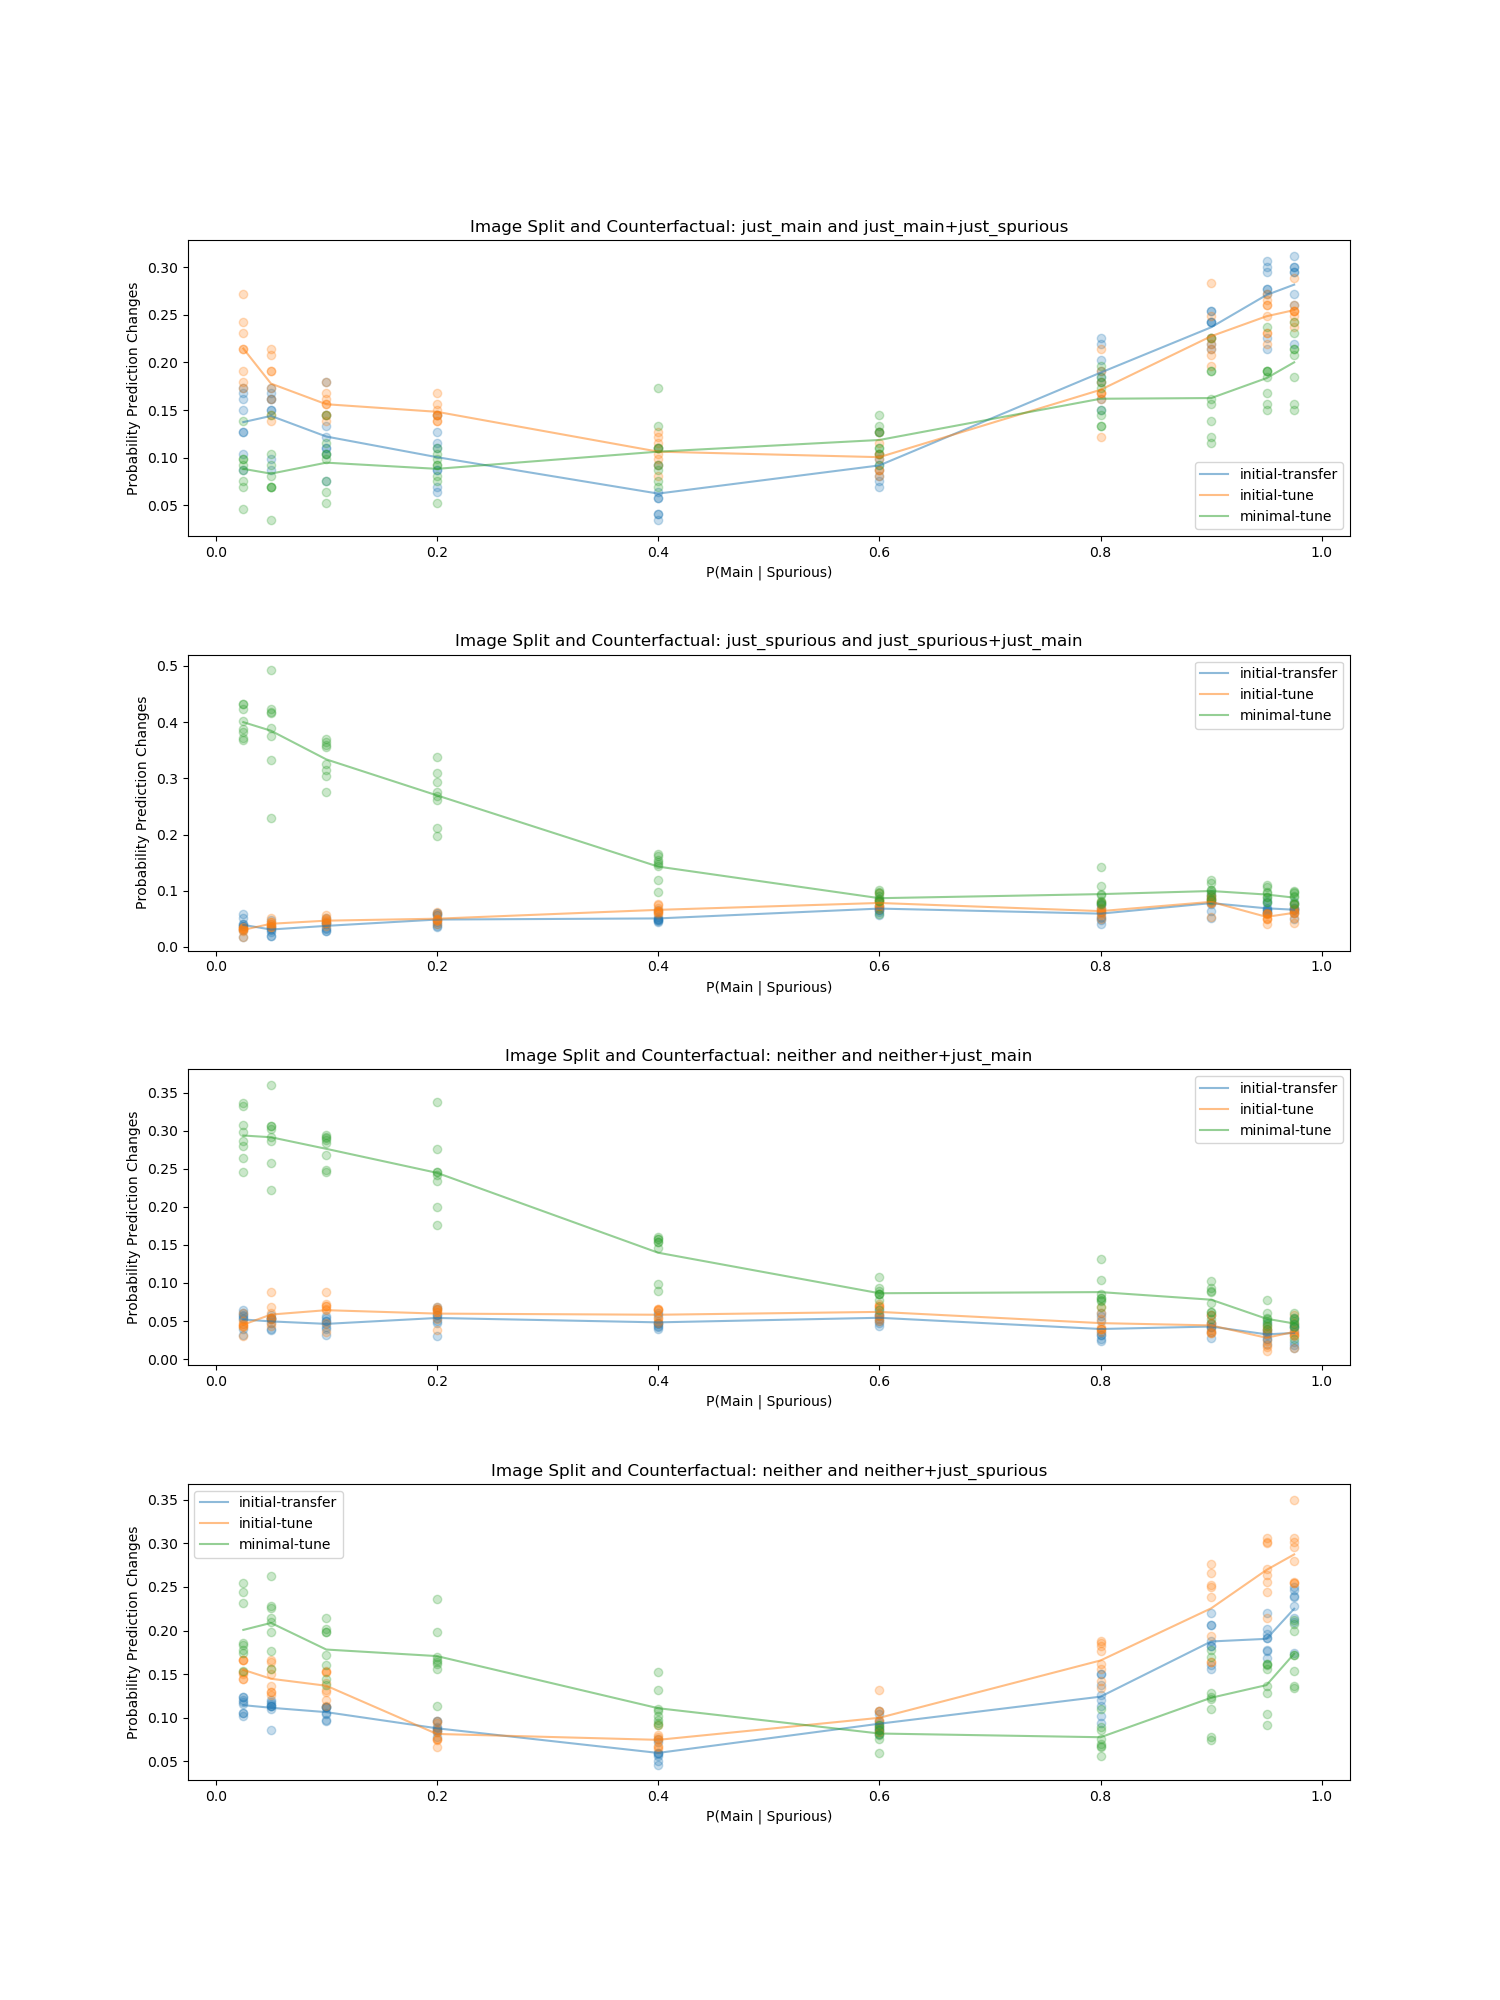 Image Split and Counterfactual: just_main and just_main+just_spurious
Probability Prediction Changes
0.30
0.25
0.20
0.15
0.10
0.05
initial-transfer
initial-tune
minimal-tune
0.0 0.2 0.4 0.6 0.8 1.0
P(Main | Spurious)
Image Split and Counterfactual: just_spurious and just_spurious+just_main
Probability Prediction Changes
0.5
0.4
0.3
0.2
0.1
0.0
initial-transfer
initial-tune
minimal-tune
0.0 0.2 0.4 0.6 0.8 1.0
P(Main | Spurious)
Image Split and Counterfactual: neither and neither+just_main
Probability Prediction Changes
0.35
0.30
0.25
0.20
0.15
0.10
0.05
0.00
initial-transfer
initial-tune
minimal-tune
0.0 0.2 0.4 0.6 0.8 1.0
P(Main | Spurious)
Image Split and Counterfactual: neither and neither+just_spurious
Probability Prediction Changes
0.35
0.30
0.25
0.20
0.15
0.10
0.05
initial-transfer
initial-tune
minimal-tune
0.0 0.2 0.4 0.6 0.8 1.0
P(Main | Spurious)